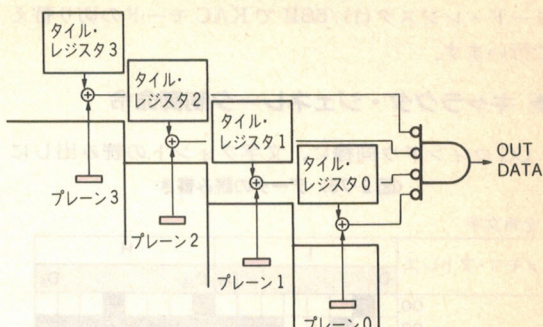 タイル・
レジスタ3
タイル・
レジスタ2
タイル・
レジスタ1
タイル・
レジスタ0
プレーン3
プレーン2
プレーン1
プレーン0
OUT
DATA